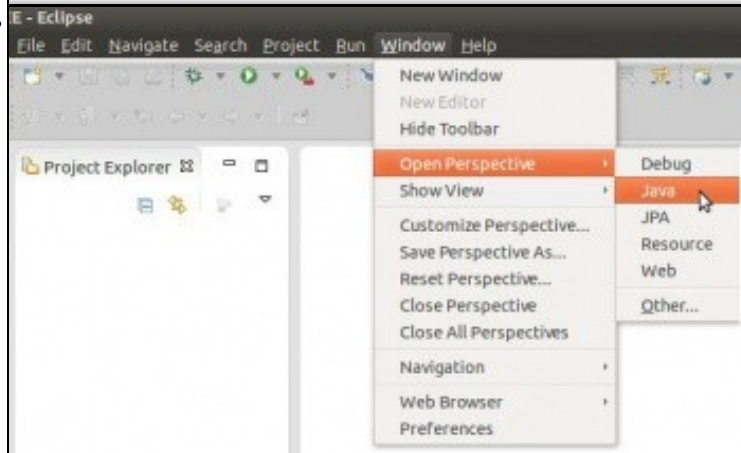 E - Eclipse
File Edit Navigate Search Project Run Window Help
Project Explorer
New Window
New Editor
Hide Toolbar
Open Perspective
Show View
Customize Perspective...
Save Perspective As...
Reset Perspective...
Close Perspective
Close All Perspectives
Navigation
Web Browser
Preferences
Debug
Java
JPA
Resource
Web
Other...